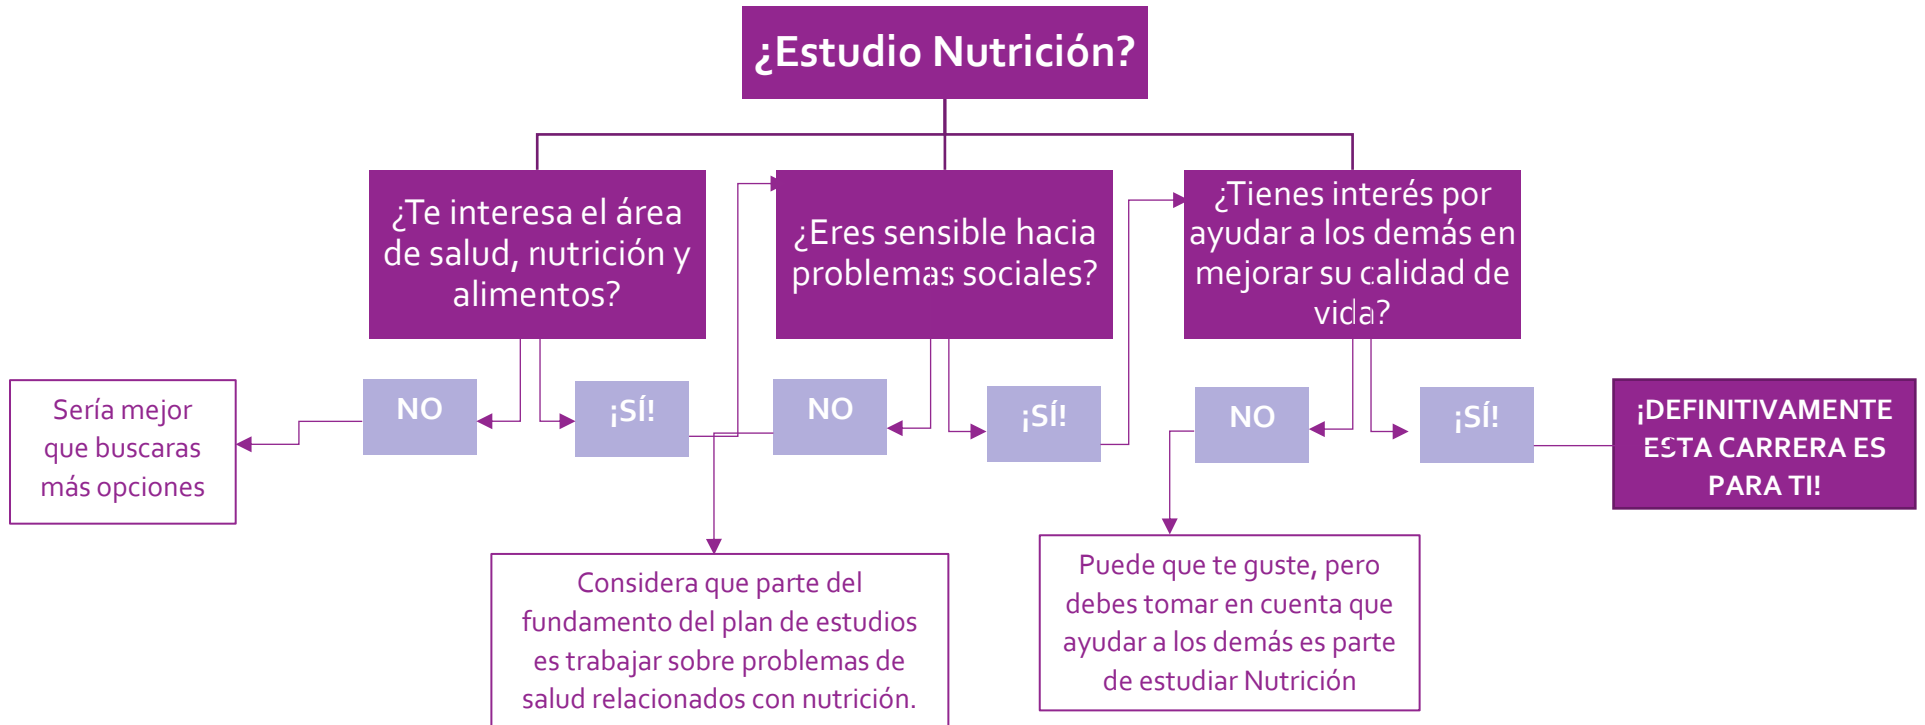 ¿Estudio Nutrición?
¿Te interesa el área
de salud, nutrición y
alimentos?
¿Eres sensible hacia
problemas sociales?
¿Tienes interés por
ayudar a los demás en
mejorar su calidad de
vida?
NO
¡SÍ!
NO
¡SÍ!
NO
¡SÍ!
Sería mejor
que buscaras
más opciones
¡DEFINITIVAMENTE
ESTA CARRERA ES
PARA TI!
Considera que parte del
fundamento del plan de estudios
es trabajar sobre problemas de
salud relacionados con nutrición.
Puede que te guste, pero
debes tomar en cuenta que
ayudar a los demás es parte
de estudiar Nutrición